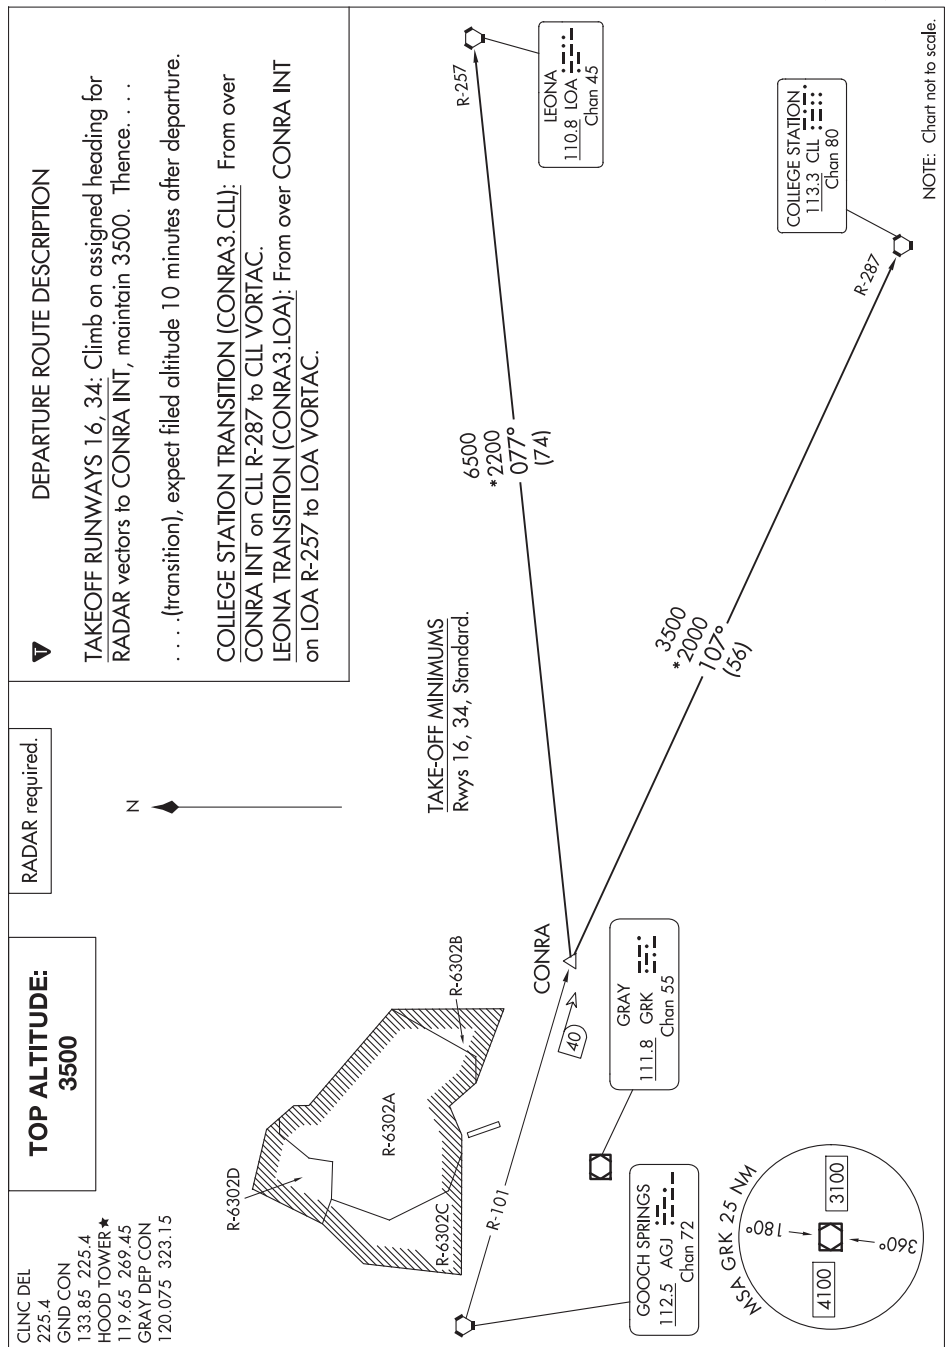 CLNC DEL
225.4
GND CON
133.85 225.4
HOOD TOWER★
119.65 269.45
GRAY DEP CON
120.075 323.15
TOP ALTITUDE:
3500
RADAR required.
N
T
DEPARTURE ROUTE DESCRIPTION
TAKEOFF RUNWAYS 16, 34: Climb on assigned heading for
RADAR vectors to CONRA INT, maintain 3500. Thence. . . .
. . . .(transition), expect filed altitude 10 minutes after departure.
COLLEGE STATION TRANSITION (CONRA3.CLL): From over
CONRA INT on CLL R-287 to CLL VORTAC.
LEONA TRANSITION (CONRA3.LOA): From over CONRA INT
on LOA R-257 to LOA VORTAC.
TAKE-OFF MINIMUMS
Rwys 16, 34, Standard.
R-6302D
R-6302A
R-6302B
R-6302C
R-101
CONRA
40
6500
*2200
077°
(74)
R-257
LEONA
110.8 LOA
Chan 45
3500
*2000
107°
(56)
R-287
COLLEGE STATION
113.3 CLL
Chan 80
GRAY
111.8 GRK
Chan 55
GOOCH SPRINGS
112.5 AGJ
Chan 72
MSA GRK 25 NM
180°
4100
3100
360°
NOTE: Chart not to scale.